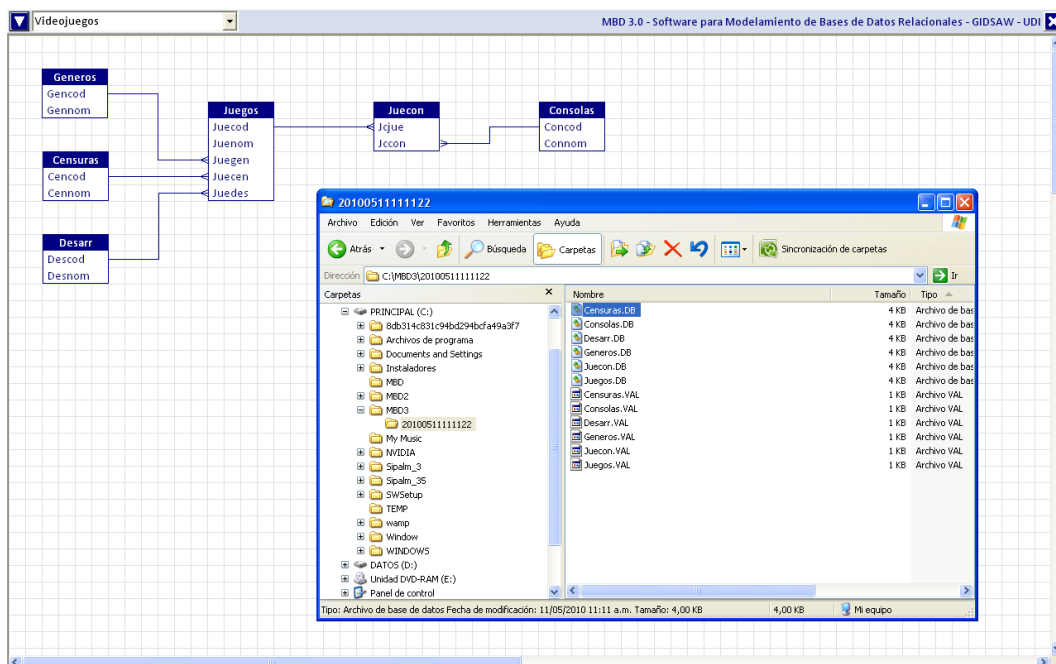 Videojuegos
MBD 3.0 - Software para Modelamiento de Bases de Datos Relacionales - GIDSAW - UDI
Generos
Gencod
Gennom
Censuras
Cencod
Cennom
Desarr
Descod
Desnom
Juegos
Juecod
Juenom
Juegen
Juecen
Juedes
Juecon
Jcjue
Jccon
Consolas
Concod
Connom
20100511111122
Archivo Edición Ver Favoritos Herramientas Ayuda
Atrás Búsqueda Carpetas Sincronización de carpetas
Dirección C:\MBD3\20100511111122 Ir
Carpetas
PRINCIPAL (C:)
8db314c831c94bd294bcfa49a3f7
Archivos de programa
Documents and Settings
Instaladores
MBD
MBD2
MBD3
20100511111122
My Music
NVIDIA
Sipalm_3
Sipalm_35
SWSetup
TEMP
wamp
Window
WINDOWS
DATOS (D:)
Unidad DVD-RAM (E:)
Panel de control
Nombre Tamaño Tipo
Censuras.DB 4 KB Archivo de bas
Consolas.DB 4 KB Archivo de bas
Desarr.DB 4 KB Archivo de bas
Generos.DB 4 KB Archivo de bas
Juecon.DB 4 KB Archivo de bas
Juegos.DB 4 KB Archivo de bas
Censuras.VAL 1 KB Archivo VAL
Consolas.VAL 1 KB Archivo VAL
Desarr.VAL 1 KB Archivo VAL
Generos.VAL 1 KB Archivo VAL
Juecon.VAL 1 KB Archivo VAL
Juegos.VAL 1 KB Archivo VAL
Tipo: Archivo de base de datos Fecha de modificación: 11/05/2010 11:11 a.m. Tamaño: 4,00 KB 4,00 KB Mi equipo